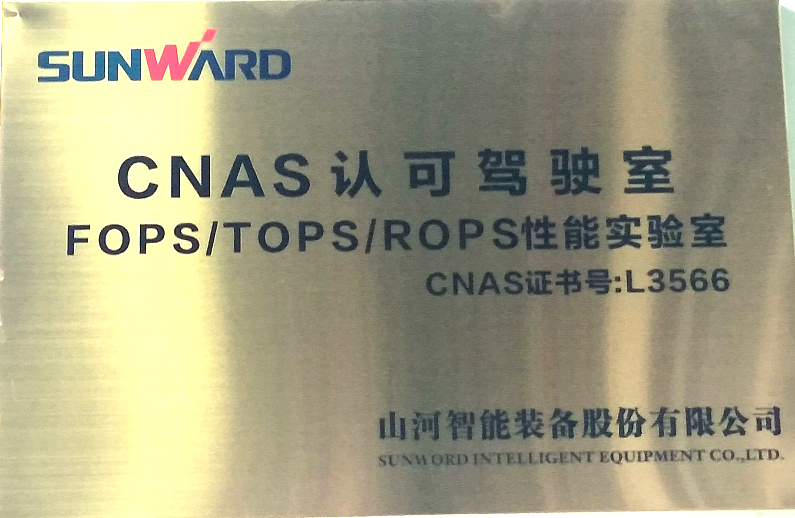 SUNWARD
CNAS认可驾驶室
FOPS/TOPS/ROPS性能实验室
CNAS证书号:L3566
山河智能装备股份有限公司
SUNWORD INTELLIGENT EQUIPMENT CO.,LTD.